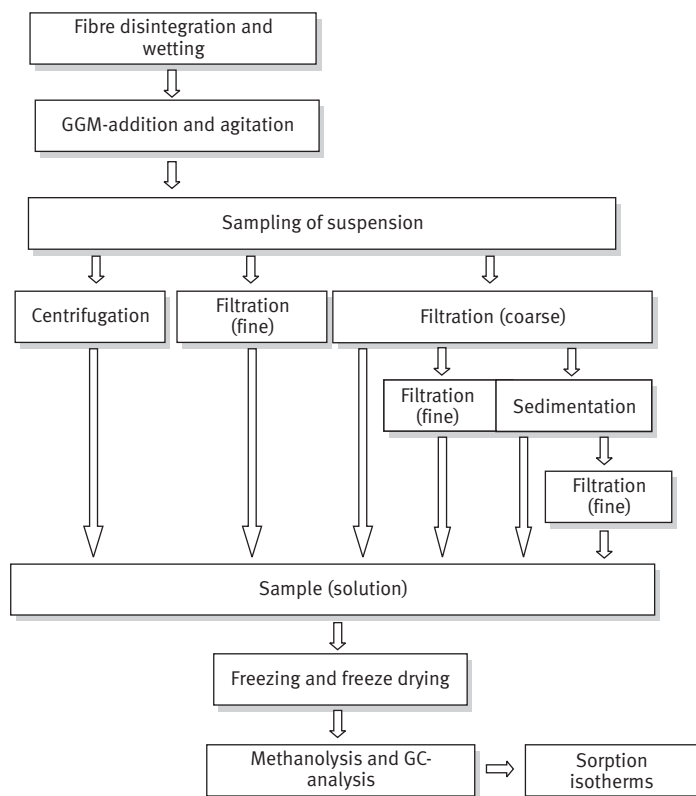 Fibre disintegration and
wetting
GGM-addition and agitation
Sampling of suspension
Centrifugation
Filtration
(fine)
Filtration (coarse)
Filtration
(fine)
Sedimentation
Filtration
(fine)
Sample (solution)
Freezing and freeze drying
Methanolysis and GC-
analysis
Sorption
isotherms